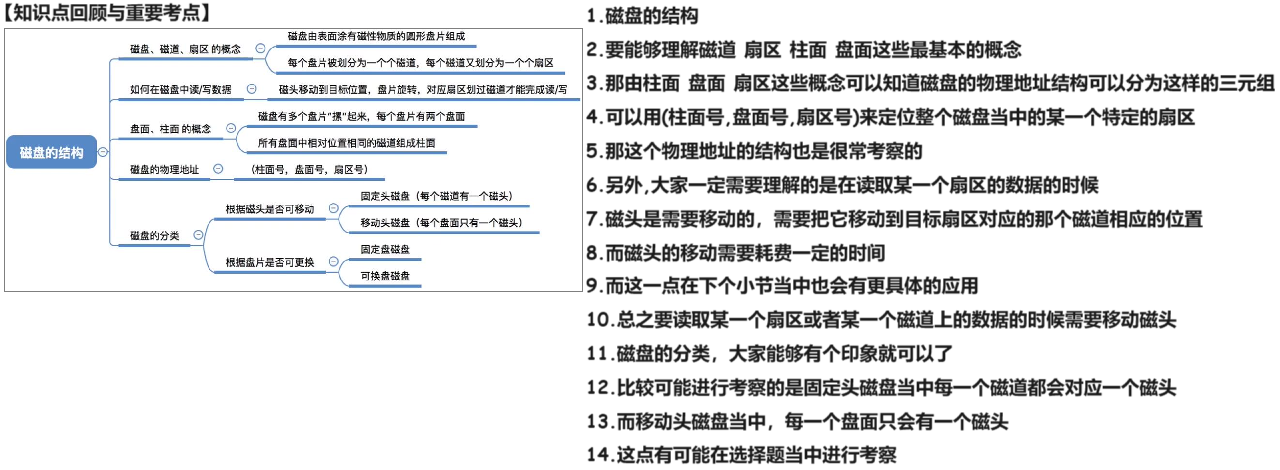 【知识点回顾与重要考点】
磁盘的结构
磁盘、磁道、扇区的概念
磁盘由表面涂有磁性物质的圆形盘片组成
每个盘片被划分为一个个磁道，每个磁道又划分为一个个扇区
如何在磁盘中读/写数据
磁头移动到目标位置，盘片旋转，对应扇区划过磁道才能完成读/写
盘面、柱面的概念
磁盘有多个盘片“摞”起来，每个盘片有两个盘面
所有盘面中相对位置相同的磁道组成柱面
磁盘的物理地址
（柱面号，盘面号，扇区号）
磁盘的分类
根据磁头是否可移动
固定头磁盘（每个磁道有一个磁头）
移动头磁盘（每个盘面只有一个磁头）
根据盘片是否可更换
固定盘磁盘
可换盘磁盘
1.磁盘的结构
2.要能够理解磁道 扇区 柱面 盘面这些最基本的概念
3.那由柱面 盘面 扇区这些概念可以知道磁盘的物理地址结构可以分为这样的三元组
4.可以用(柱面号,盘面号,扇区号)来定位整个磁盘当中的某一个特定的扇区
5.那这个物理地址的结构也是很常考察的
6.另外,大家一定需要理解的是在读取某一个扇区的数据的时候
7.磁头是需要移动的，需要把它移动到目标扇区对应的那个磁道相应的位置
8.而磁头的移动需要耗费一定的时间
9.而这一点在下个小节当中也会有更具体的应用
10.总之要读取某一个扇区或者某一个磁道上的数据的时候需要移动磁头
11.磁盘的分类，大家能够有个印象就可以了
12.比较可能进行考察的是固定头磁盘当中每一个磁道都会对应一个磁头
13.而移动头磁盘当中，每一个盘面只会有一个磁头
14.这点有可能在选择题当中进行考察